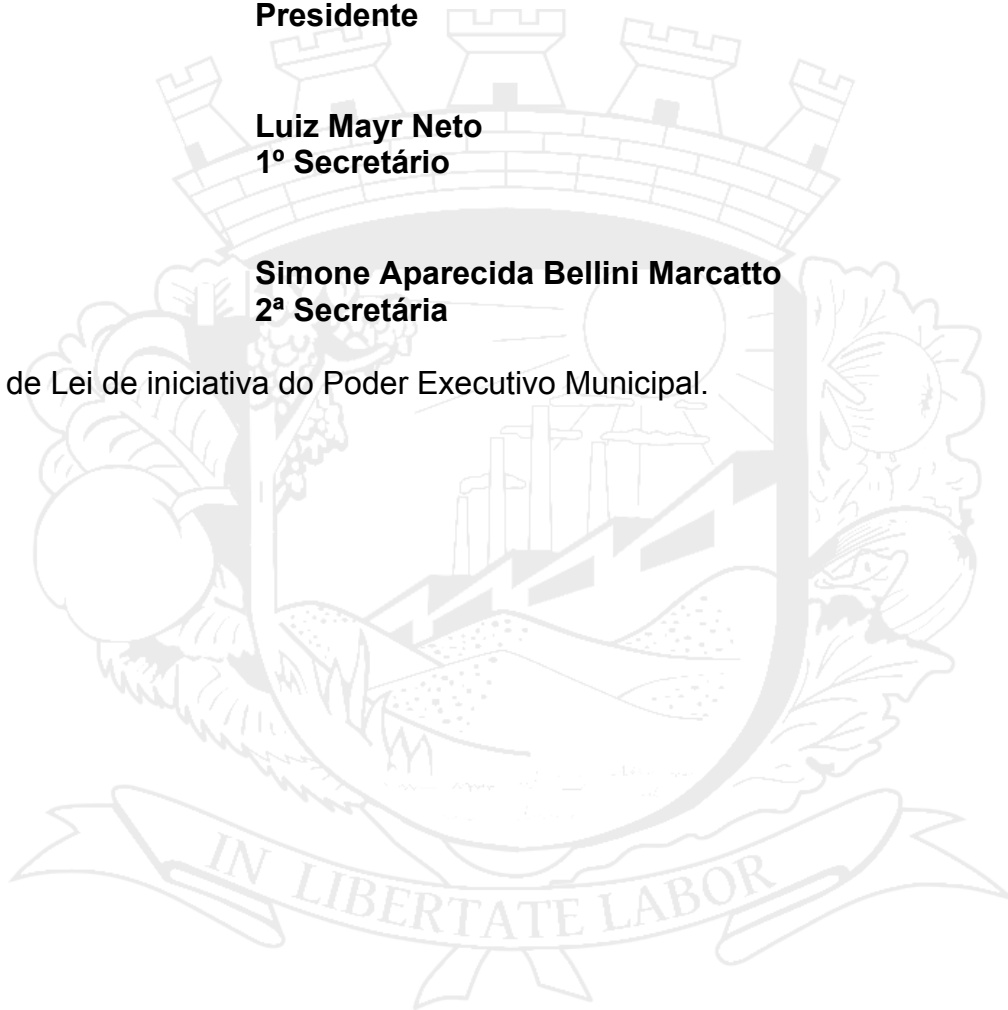 Presidente
Luiz Mayr Neto
1º Secretário
Simone Aparecida Bellini Marcatto
2ª Secretária
de Lei de iniciativa do Poder Executivo Municipal.
IN LIBERTATE LABOR